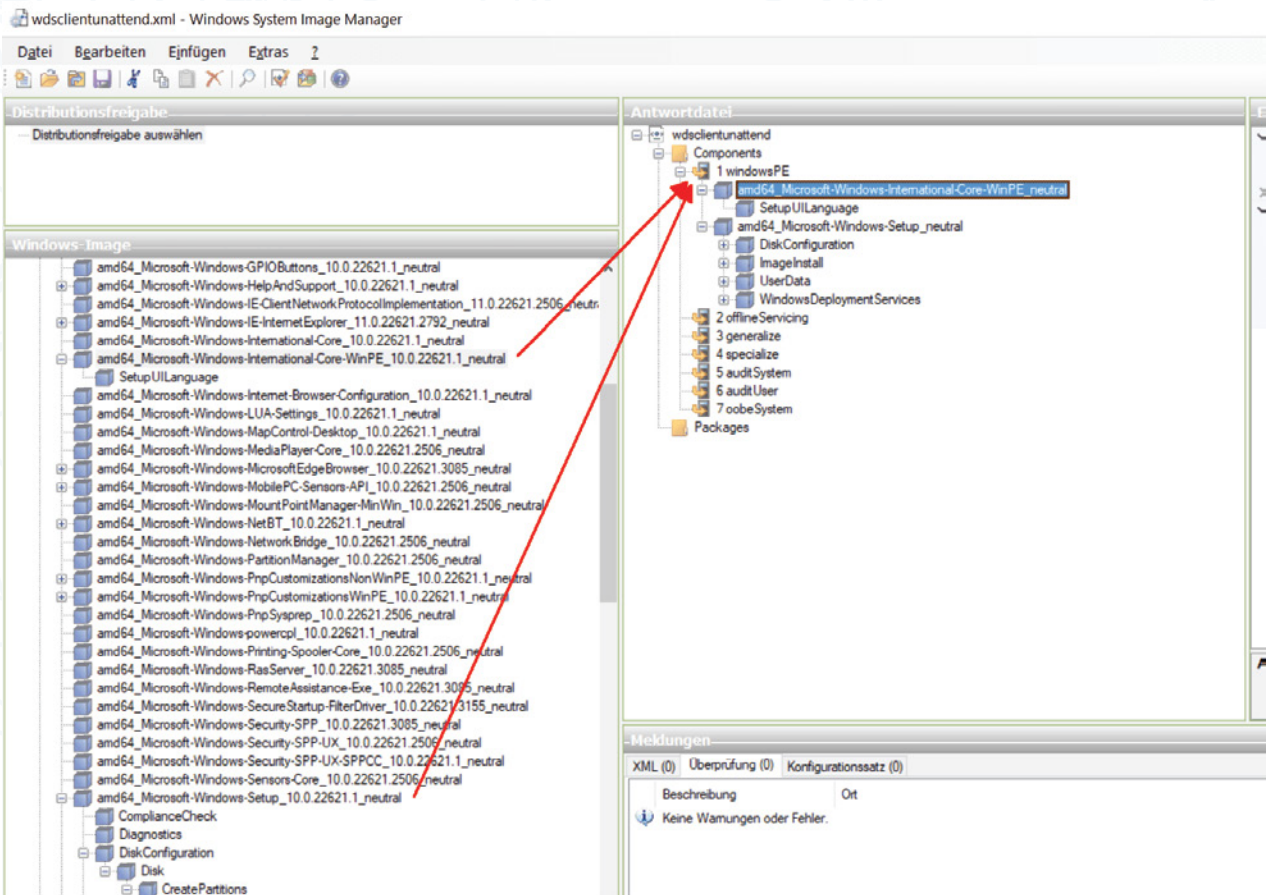 wdsclientunattend.xml - Windows System Image Manager
Datei Bearbeiten Einfügen Extras ?
Distributionsfreigabe
Distributionsfreigabe auswählen
Windows-Image
amd64_Microsoft-Windows-GPIOButtons_10.0.22621.1_neutral
amd64_Microsoft-Windows-HelpAndSupport_10.0.22621.1_neutral
amd64_Microsoft-Windows-IE-ClientNetworkProtocolImplementation_11.0.22621.2506_neutr
amd64_Microsoft-Windows-IE-InternetExplorer_11.0.22621.2792_neutral
amd64_Microsoft-Windows-International-Core_10.0.22621.1_neutral
amd64_Microsoft-Windows-International-Core-WinPE_10.0.22621.1_neutral
SetupUILanguage
amd64_Microsoft-Windows-Internet-Browser-Configuration_10.0.22621.1_neutral
amd64_Microsoft-Windows-LUA-Settings_10.0.22621.1_neutral
amd64_Microsoft-Windows-MapControl-Desktop_10.0.22621.1_neutral
amd64_Microsoft-Windows-MediaPlayer-Core_10.0.22621.2506_neutral
amd64_Microsoft-Windows-MicrosoftEdgeBrowser_10.0.22621.3085_neutral
amd64_Microsoft-Windows-MobilePC-Sensors-API_10.0.22621.2506_neutral
amd64_Microsoft-Windows-MountPointManager-MinWin_10.0.22621.2506_neutral
amd64_Microsoft-Windows-NetBT_10.0.22621.1_neutral
amd64_Microsoft-Windows-NetworkBridge_10.0.22621.2506_neutral
amd64_Microsoft-Windows-PartitionManager_10.0.22621.2506_neutral
amd64_Microsoft-Windows-PnpCustomizationsNonWinPE_10.0.22621.1_neutral
amd64_Microsoft-Windows-PnpCustomizationsWinPE_10.0.22621.1_neutral
amd64_Microsoft-Windows-PnpSysprep_10.0.22621.2506_neutral
amd64_Microsoft-Windows-powercpl_10.0.22621.1_neutral
amd64_Microsoft-Windows-Printing-Spooler-Core_10.0.22621.2506_neutral
amd64_Microsoft-Windows-RasServer_10.0.22621.3085_neutral
amd64_Microsoft-Windows-RemoteAssistance-Exe_10.0.22621.3085_neutral
amd64_Microsoft-Windows-SecureStartup-FilterDriver_10.0.22621.3155_neutral
amd64_Microsoft-Windows-Security-SPP_10.0.22621.3085_neutral
amd64_Microsoft-Windows-Security-SPP-UX_10.0.22621.2506_neutral
amd64_Microsoft-Windows-Security-SPP-UX-SPPCC_10.0.22621.1_neutral
amd64_Microsoft-Windows-Sensors-Core_10.0.22621.2506_neutral
amd64_Microsoft-Windows-Setup_10.0.22621.1_neutral
ComplianceCheck
Diagnostics
DiskConfiguration
Disk
CreatePartitions
Antwortdatei
wdsclientunattend
Components
1 windowsPE
amd64_Microsoft-Windows-International-Core-WinPE_neutral
SetupUILanguage
amd64_Microsoft-Windows-Setup_neutral
DiskConfiguration
ImageInstall
UserData
WindowsDeploymentServices
2 offlineServicing
3 generalize
4 specialize
5 auditSystem
6 auditUser
7 oobeSystem
Packages
Meldungen
XML (0) Überprüfung (0) Konfigurationssatz (0)
Beschreibung Ort
Keine Warnungen oder Fehler.